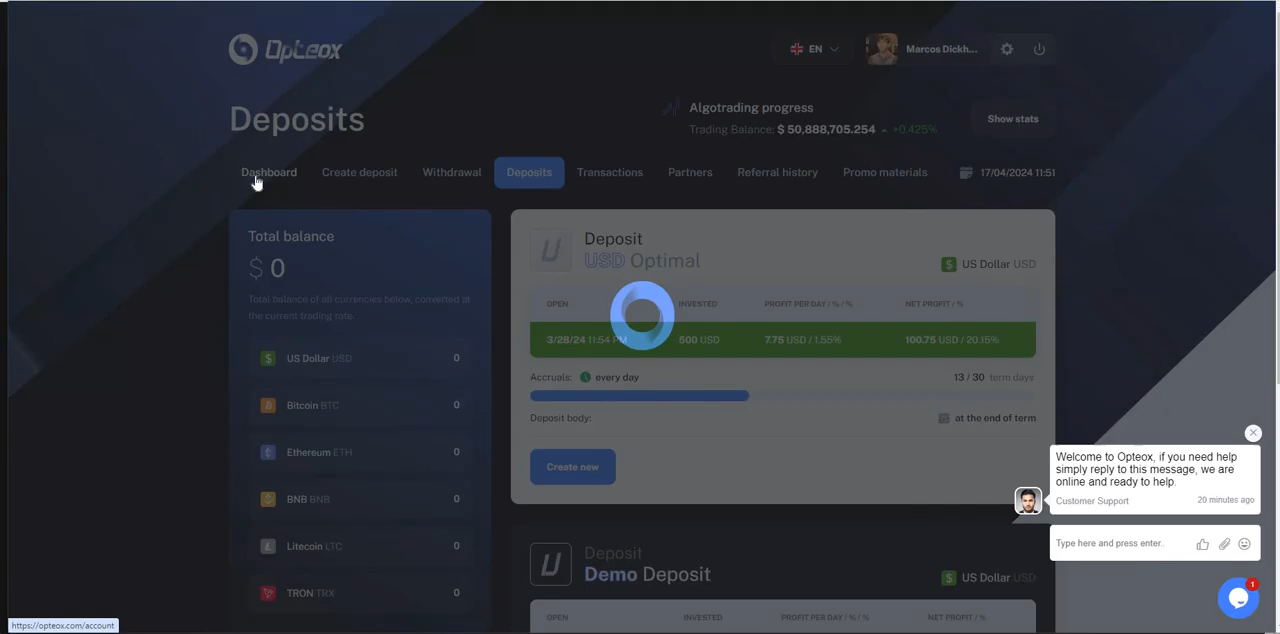 Opteox
EN
Marcos Dickh...
Deposits
Algotrading progress
Trading Balance: $ 50,888,705.254 +0.425%
Show stats
Dashboard Create deposit Withdrawal Deposits Transactions Partners Referral history Promo materials 17/04/2024 11:51
Total balance
$ 0
Total balance of all currencies below, converted at
the current trading rate.
US Dollar USD 0
Bitcoin BTC 0
Ethereum ETH 0
BNB BNB 0
Litecoin LTC 0
TRON TRX 0
Deposit
USD Optimal
US Dollar USD
OPEN INVESTED PROFIT PER DAY / % / % NET PROFIT / %
3/28/24 11:54 PM 500 USD 7.75 USD / 1.55% 100.75 USD / 20.15%
Accruals: every day 13 / 30 term days
Deposit body: at the end of term
Create new
Deposit
Demo Deposit
US Dollar USD
OPEN INVESTED PROFIT PER DAY / % / % NET PROFIT / %
Welcome to Opteox, if you need help
simply reply to this message, we are
online and ready to help.
Customer Support 20 minutes ago
Type here and press enter..
1
https://opteox.com/account